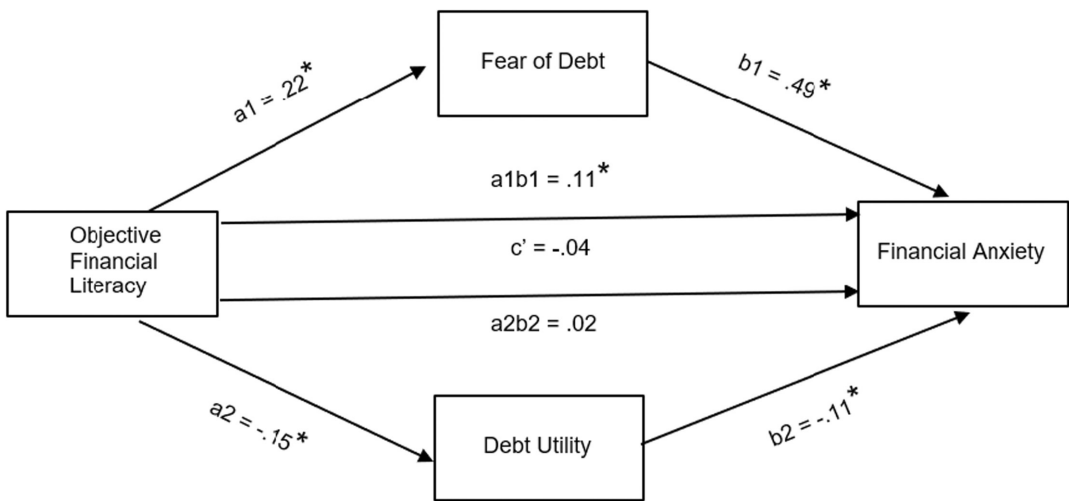 Fear of Debt
a1 = .22*
b1 = .49*
a1b1 = .11*
Objective
Financial
Literacy
c’ = -.04
Financial Anxiety
a2b2 = .02
a2 = -.15*
Debt Utility
b2 = -.11*